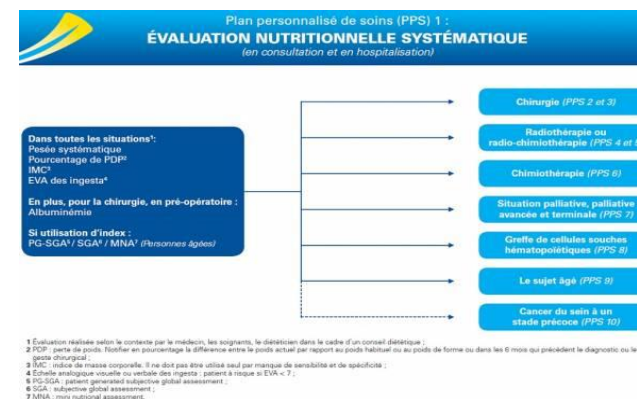 Plan personnalisé de soins (PPS) 1 :
ÉVALUATION NUTRITIONNELLE SYSTÉMATIQUE
(en consultation et en hospitalisation)
Dans toutes les situations¹:
Pesée systématique
Pourcentage de PDP²
IMC³
EVA des ingesta⁴
En plus, pour la chirurgie, en pré-opératoire :
Albuminémie
Si utilisation d'index :
PG-SGA⁵ / SGA⁶ / MNA⁷ (Personnes âgées)
Chirurgie (PPS 2 et 3)
Radiothérapie ou
radio-chimiothérapie (PPS 4 et 5
Chimiothérapie (PPS 6)
Situation palliative, palliative
avancée et terminale (PPS 7)
Greffe de cellules souches
hématopoïétiques (PPS 8)
Le sujet âgé (PPS 9)
Cancer du sein à un
stade précoce (PPS 10)
1 Évaluation réalisée selon le contexte par le médecin, les soignants, le diététicien dans le cadre d'un conseil diététique ;
2 PDP : perte de poids. Notifier en pourcentage la différence entre le poids actuel par rapport au poids habituel ou au poids de forme ou dans les 6 mois qui précèdent le diagnostic ou le
geste chirurgical ;
3 IMC : indice de masse corporelle. Il ne doit pas être utilisé seul par manque de sensibilité et de spécificité ;
4 Échelle analogique visuelle ou verbale des ingesta : patient à risque si EVA < 7 ;
5 PG-SGA : patient generated subjective global assessment ;
6 SGA : subjective global assessment ;
7 MNA : mini nutritional assessment.